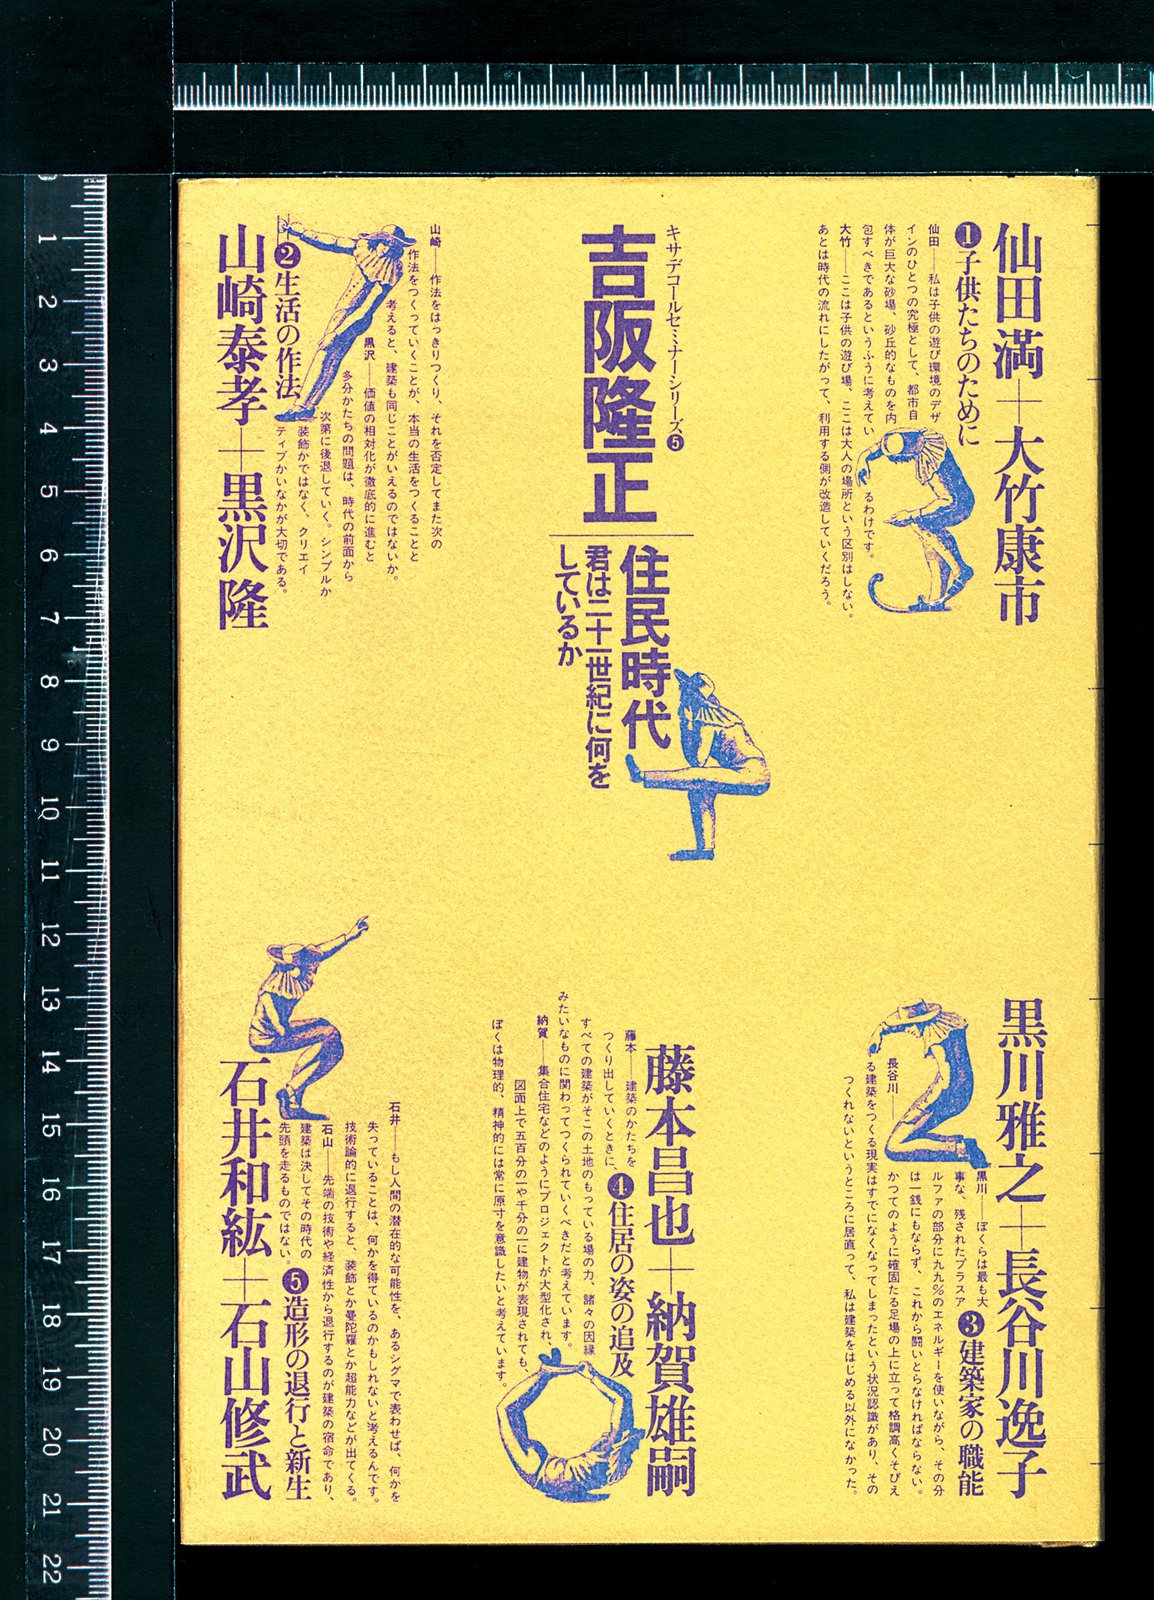 キサデコールセミナーシリーズ❺
吉阪隆正
住民時代
君は二十一世紀に何を
しているか
仙田満＋大竹康市
❶子供たちのために
仙田──私は子供の遊び環境のデザ
インのひとつの究極として、都市自
体が巨大な砂場、砂丘的なものを内
包すべきであるというふうに考えてい
るわけです。
大竹──ここは子供の遊び場、ここは大人の場所という区別はしない。
あとは時代の流れにしたがって、利用する側が改造していくだろう。
山崎──作法をはっきりつくり、それを否定してまた次の
作法をつくっていくことが、本当の生活をつくることと
考えると、建築も同じことがいえるのではないか。
黒沢──価値の相対化が徹底的に進むと
多分かたちの問題は、時代の前面から
次第に後退していく。シンプルか
装飾かではなく、クリエイ
ティブかいなかが大切である。
❷生活の作法
山崎泰孝＋黒沢隆
黒川雅之＋長谷川逸子
❸建築家の職能
黒川──ぼくらは最も大
事な、残されたプラスア
ルファの部分に九九％のエネルギーを使いながら、その分
は一銭にもならず、これから闘いとらなければならない。
長谷川──
かつてのように確固たる足場の上に立って格調高くそびえ
る建築をつくる現実はすでになくなってしまったという状況認識があり、その
つくれないというところに居直って、私は建築をはじめる以外になかった。
藤本昌也＋納賀雄嗣
❹住居の姿の追及
藤本──建築のかたちを
つくり出していくときに、
すべての建築がそこの土地のもっている場の力、諸々の因縁
みたいなものに関わってつくられていくべきだと考えています。
納賀──集合住宅などのようにプロジェクトが大型化され、
図面上で五百分の一や千分の一に建物が表現されても、
ぼくは物理的、精神的には常に原寸を意識したいと考えています。
石井──もし人間の潜在的な可能性を、あるシグマで表わせば、何かを
失っていることは、何かを得ているのかもしれないと考えるんです。
技術論的に退行すると、装飾とか曼陀羅とか超能力などが出てくる。
石山──先端の技術や経済性から退行するのが建築の宿命であり、
建築は決してその時代の
先頭を走るものではない。
❺造形の退行と新生
石井和紘＋石山修武
1
2
3
4
5
6
7
8
9
10
11
12
13
14
15
16
17
18
19
20
21
22